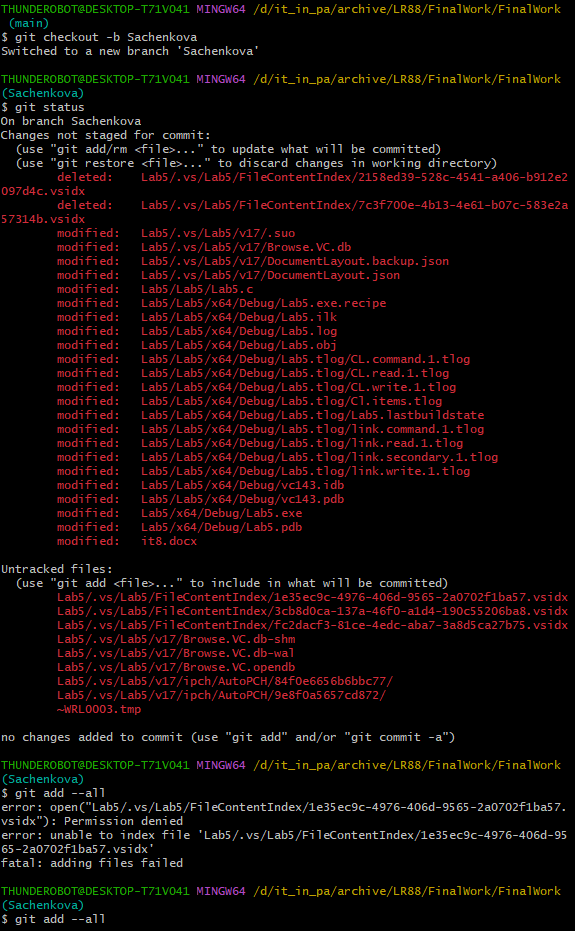 THUNDEROBOT@DESKTOP-T71V041 MINGW64 /d/it_in_pa/archive/LR88/FinalWork/FinalWork
(main)
$ git checkout -b Sachenkova
Switched to a new branch 'Sachenkova'
THUNDEROBOT@DESKTOP-T71V041 MINGW64 /d/it_in_pa/archive/LR88/FinalWork/FinalWork
(Sachenkova)
$ git status
On branch Sachenkova
Changes not staged for commit:
(use "git add/rm <file>..." to update what will be committed)
(use "git restore <file>..." to discard changes in working directory)
deleted: Lab5/.vs/Lab5/FileContentIndex/2158ed39-528c-4541-a406-b912e2
097d4c.vsidx
deleted: Lab5/.vs/Lab5/FileContentIndex/7c3f700e-4b13-4e61-b07c-583e2a
57314b.vsidx
modified: Lab5/.vs/Lab5/v17/.suo
modified: Lab5/.vs/Lab5/v17/Browse.VC.db
modified: Lab5/.vs/Lab5/v17/DocumentLayout.backup.json
modified: Lab5/.vs/Lab5/v17/DocumentLayout.json
modified: Lab5/Lab5/Lab5.c
modified: Lab5/Lab5/x64/Debug/Lab5.exe.recipe
modified: Lab5/Lab5/x64/Debug/Lab5.ilk
modified: Lab5/Lab5/x64/Debug/Lab5.log
modified: Lab5/Lab5/x64/Debug/Lab5.obj
modified: Lab5/Lab5/x64/Debug/Lab5.tlog/CL.command.1.tlog
modified: Lab5/Lab5/x64/Debug/Lab5.tlog/CL.read.1.tlog
modified: Lab5/Lab5/x64/Debug/Lab5.tlog/CL.write.1.tlog
modified: Lab5/Lab5/x64/Debug/Lab5.tlog/Cl.items.tlog
modified: Lab5/Lab5/x64/Debug/Lab5.tlog/Lab5.lastbuildstate
modified: Lab5/Lab5/x64/Debug/Lab5.tlog/link.command.1.tlog
modified: Lab5/Lab5/x64/Debug/Lab5.tlog/link.read.1.tlog
modified: Lab5/Lab5/x64/Debug/Lab5.tlog/link.secondary.1.tlog
modified: Lab5/Lab5/x64/Debug/Lab5.tlog/link.write.1.tlog
modified: Lab5/Lab5/x64/Debug/vc143.idb
modified: Lab5/Lab5/x64/Debug/vc143.pdb
modified: Lab5/x64/Debug/Lab5.exe
modified: Lab5/x64/Debug/Lab5.pdb
modified: it8.docx
Untracked files:
(use "git add <file>..." to include in what will be committed)
Lab5/.vs/Lab5/FileContentIndex/1e35ec9c-4976-406d-9565-2a0702f1ba57.vsidx
Lab5/.vs/Lab5/FileContentIndex/3cb8d0ca-137a-46f0-a1d4-190c55206ba8.vsidx
Lab5/.vs/Lab5/FileContentIndex/fc2dacf3-81ce-4edc-aba7-3a8d5ca27b75.vsidx
Lab5/.vs/Lab5/v17/Browse.VC.db-shm
Lab5/.vs/Lab5/v17/Browse.VC.db-wal
Lab5/.vs/Lab5/v17/Browse.VC.opendb
Lab5/.vs/Lab5/v17/ipch/AutoPCH/84f0e6656b6bbc77/
Lab5/.vs/Lab5/v17/ipch/AutoPCH/9e8f0a5657cd872/
~WRL0003.tmp
no changes added to commit (use "git add" and/or "git commit -a")
THUNDEROBOT@DESKTOP-T71V041 MINGW64 /d/it_in_pa/archive/LR88/FinalWork/FinalWork
(Sachenkova)
$ git add --all
error: open("Lab5/.vs/Lab5/FileContentIndex/1e35ec9c-4976-406d-9565-2a0702f1ba57.
vsidx"): Permission denied
error: unable to index file 'Lab5/.vs/Lab5/FileContentIndex/1e35ec9c-4976-406d-95
65-2a0702f1ba57.vsidx'
fatal: adding files failed
THUNDEROBOT@DESKTOP-T71V041 MINGW64 /d/it_in_pa/archive/LR88/FinalWork/FinalWork
(Sachenkova)
$ git add --all